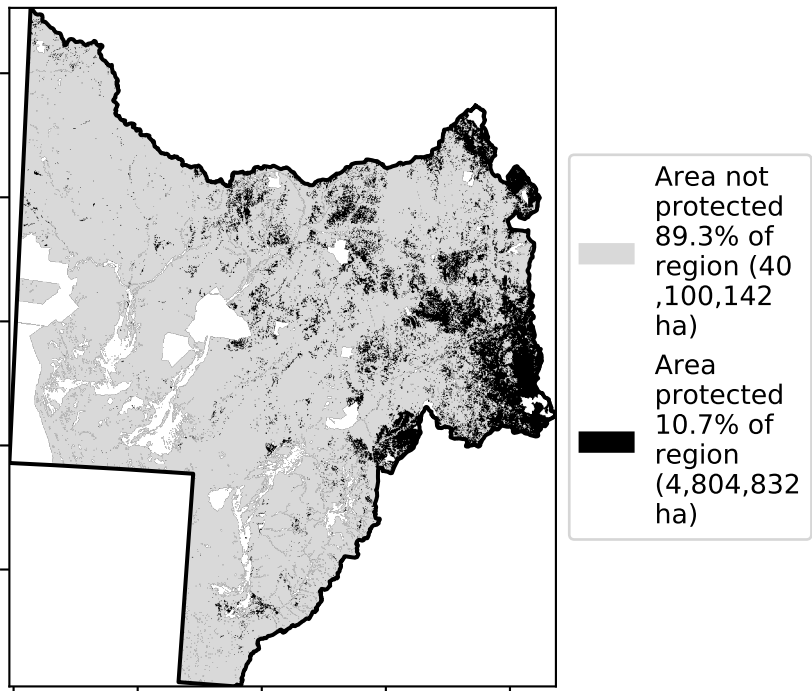 Area not
protected
89.3% of
region (40
,100,142
ha)
Area
protected
10.7% of
region
(4,804,832
ha)